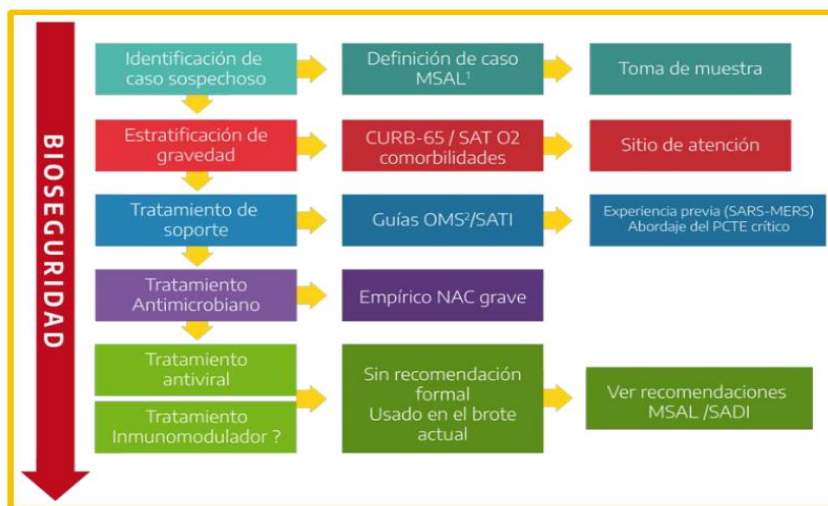 BIOSEGURIDAD
Identificación de
caso sospechoso
Definición de caso
MSAL¹
Toma de muestra
Estratificación de
gravedad
CURB-65 / SAT O2
comorbilidades
Sitio de atención
Tratamiento de
soporte
Guías OMS²/SATI
Experiencia previa (SARS-MERS)
Abordaje del PCTE crítico
Tratamiento
Antimicrobiano
Empírico NAC grave
Tratamiento
antiviral
Tratamiento
Inmunomodulador ?
Sin recomendación
formal
Usado en el brote
actual
Ver recomendaciones
MSAL /SADI